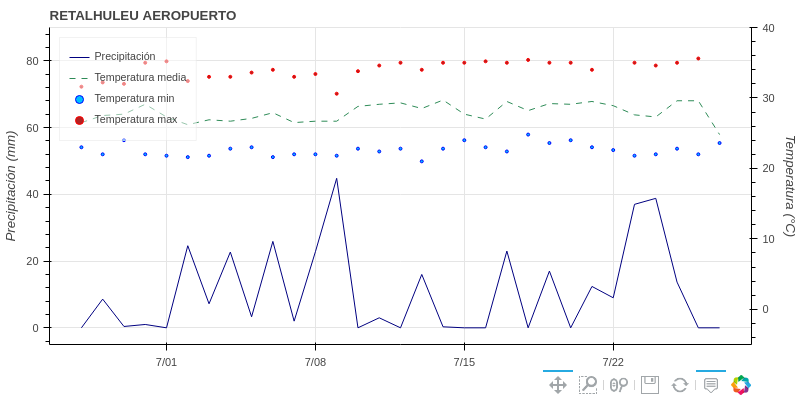 RETALHULEU AEROPUERTO
Precipitación
Temperatura media
Temperatura min
Temperatura max
Precipitación (mm)
80
60
40
20
0
Temperatura (°C)
40
30
20
10
0
7/01
7/08
7/15
7/22